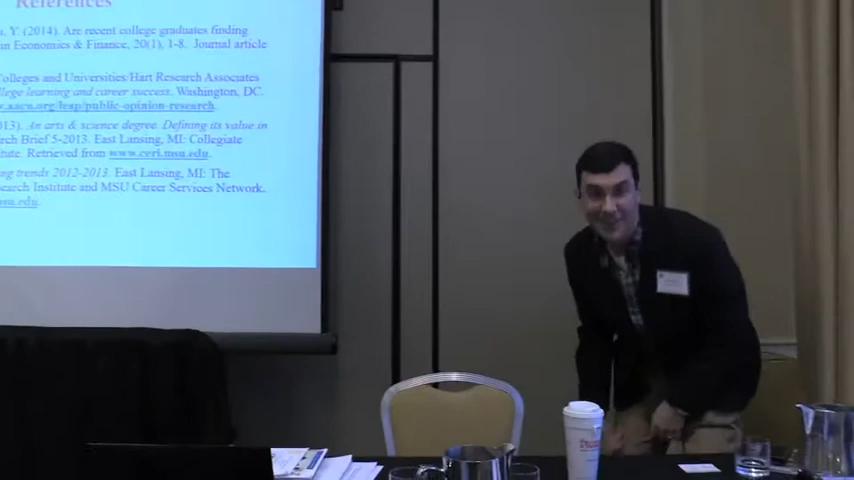 References
Y. (2014). Are recent college graduates finding
in Economics & Finance, 20(1), 1-8. Journal article
Colleges and Universities/Hart Research Associates
college learning and career success. Washington, DC.
w.aacu.org/leap/public-opinion-research
013). An arts & science degree. Defining its value in
rch Brief 5-2013. East Lansing, MI: Collegiate
tute. Retrieved from www.ceri.msu.edu.
ng trends 2012-2013. East Lansing, MI: The
search Institute and MSU Career Services Network,
msu.edu.